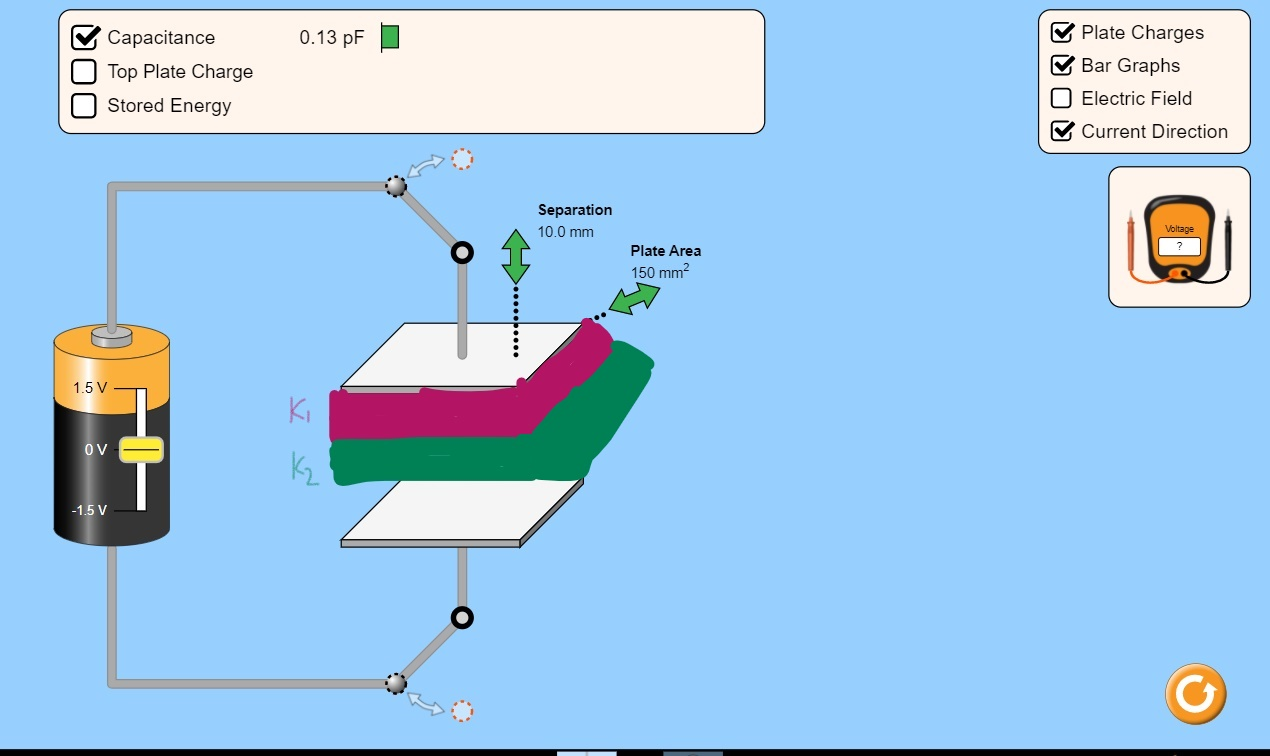 Capacitance 0.13 pF
Top Plate Charge
Stored Energy
Plate Charges
Bar Graphs
Electric Field
Current Direction
Voltage
?
Separation
10.0 mm
Plate Area
150 mm²
1.5 V
0 V
-1.5 V
K₁
K₂